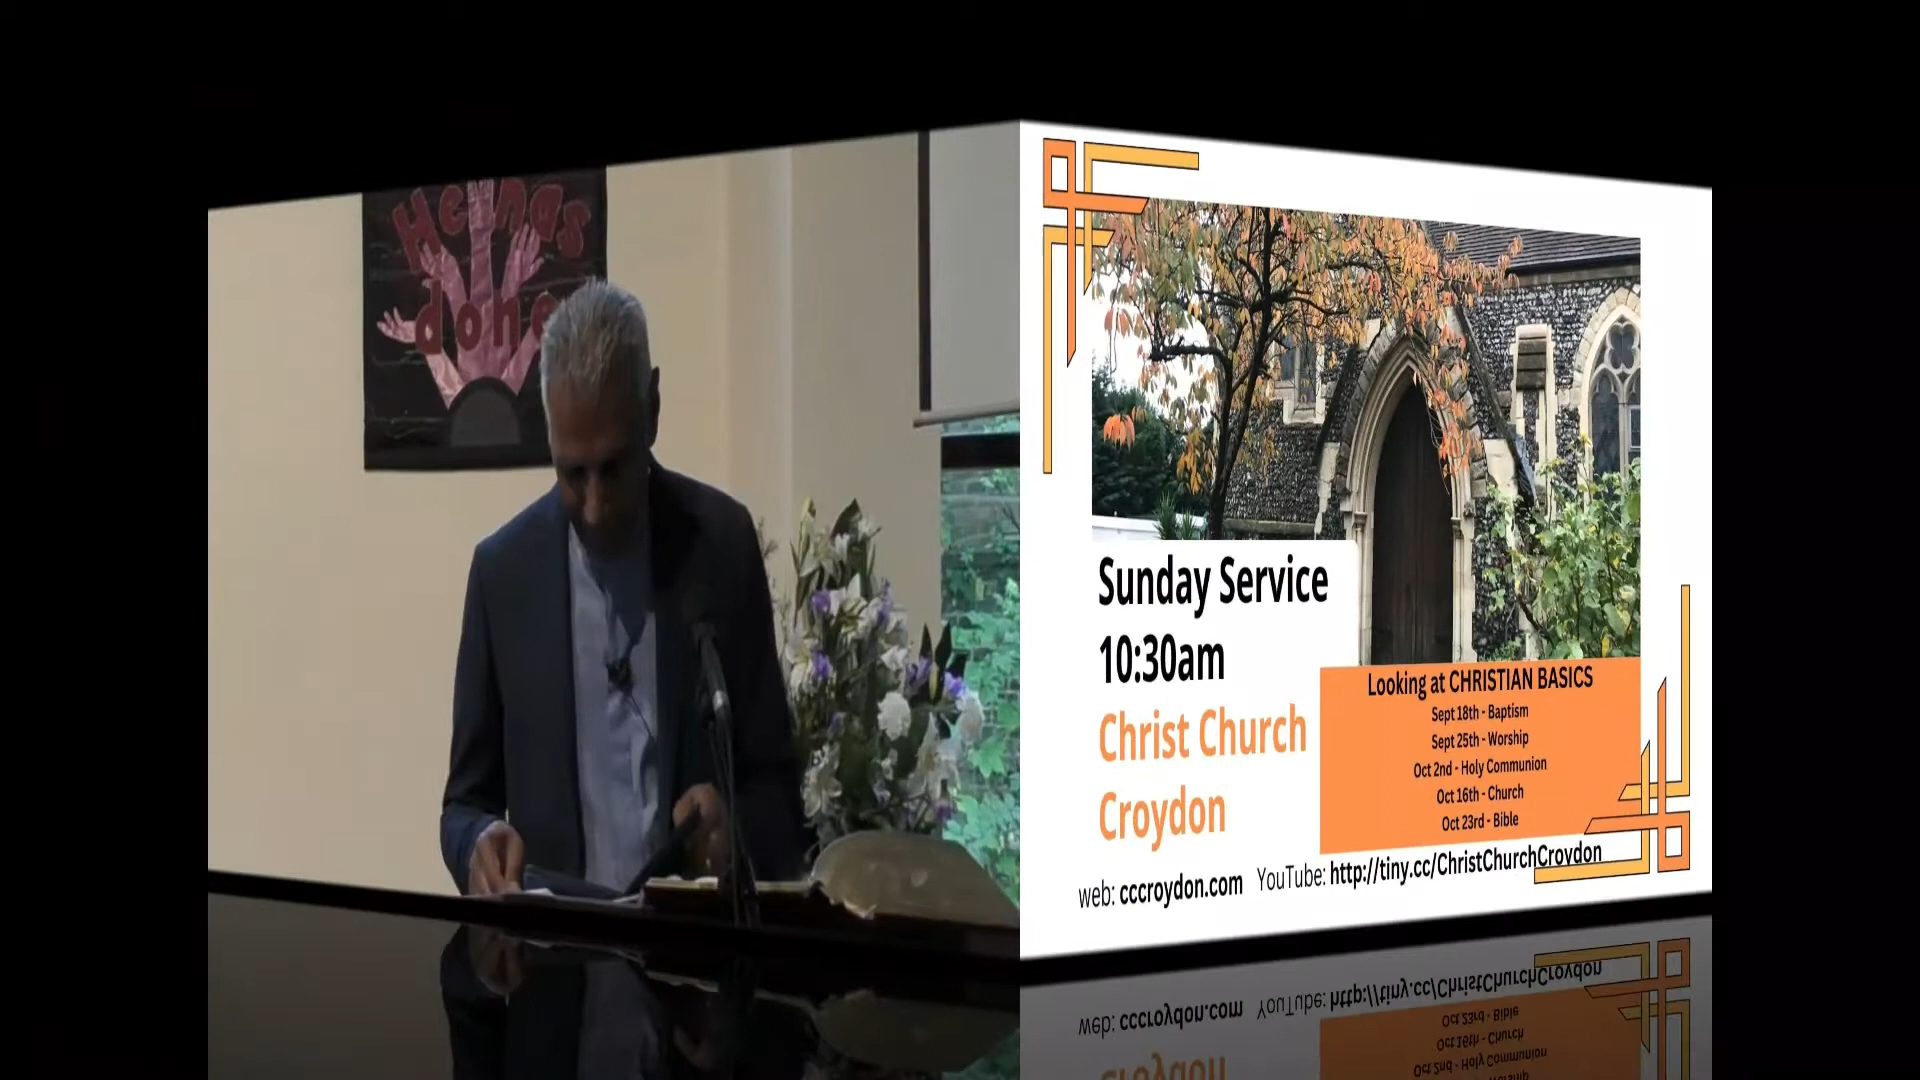 He has
done
Sunday Service
10:30am
Christ Church
Croydon
Looking at CHRISTIAN BASICS
Sept 18th - Baptism
Sept 25th - Worship
Oct 2nd - Holy Communion
Oct 16th - Church
Oct 23rd - Bible
web: cccroydon.com YouTube: http://tiny.cc/ChristChurchCroydon